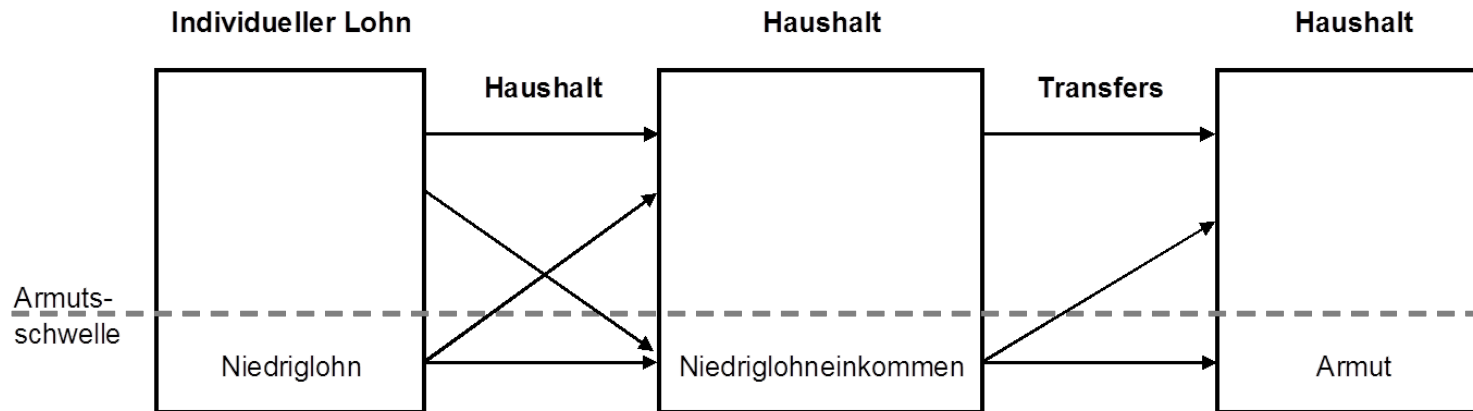 Individueller Lohn
Haushalt
Haushalt
Haushalt
Transfers
Armuts-
schwelle
Niedriglohn
Niedriglohneinkommen
Armut